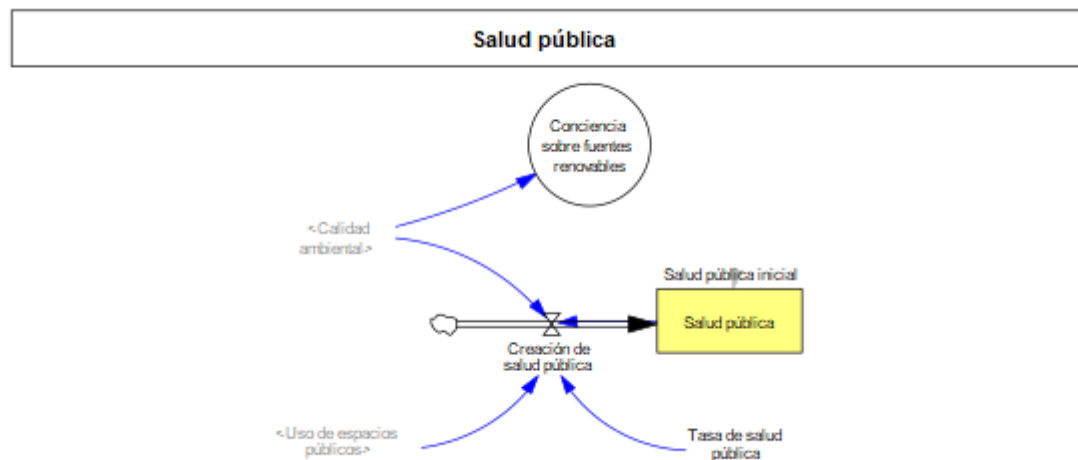 Salud pública
Conciencia
sobre fuentes
renovables
<Calidad
ambiental>
Salud pública inicial
Salud pública
Creación de
salud pública
<Uso de espacios
públicos>
Tasa de salud
pública